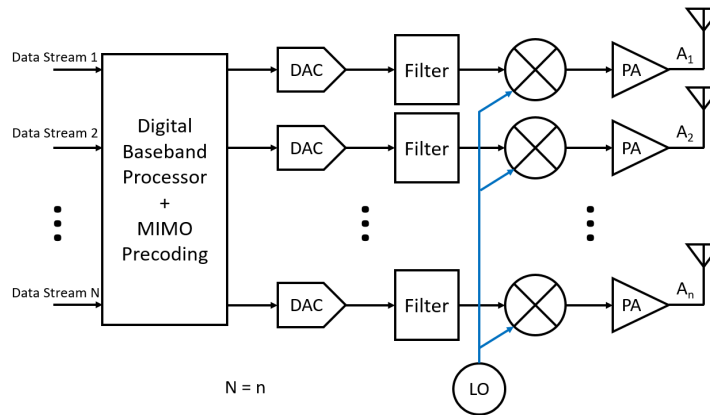 Data Stream 1
DAC
Filter
PA
A1
Data Stream 2
Digital
Baseband
Processor
+
MIMO
Precoding
DAC
Filter
PA
A2
Data Stream N
DAC
Filter
PA
An
N = n
LO